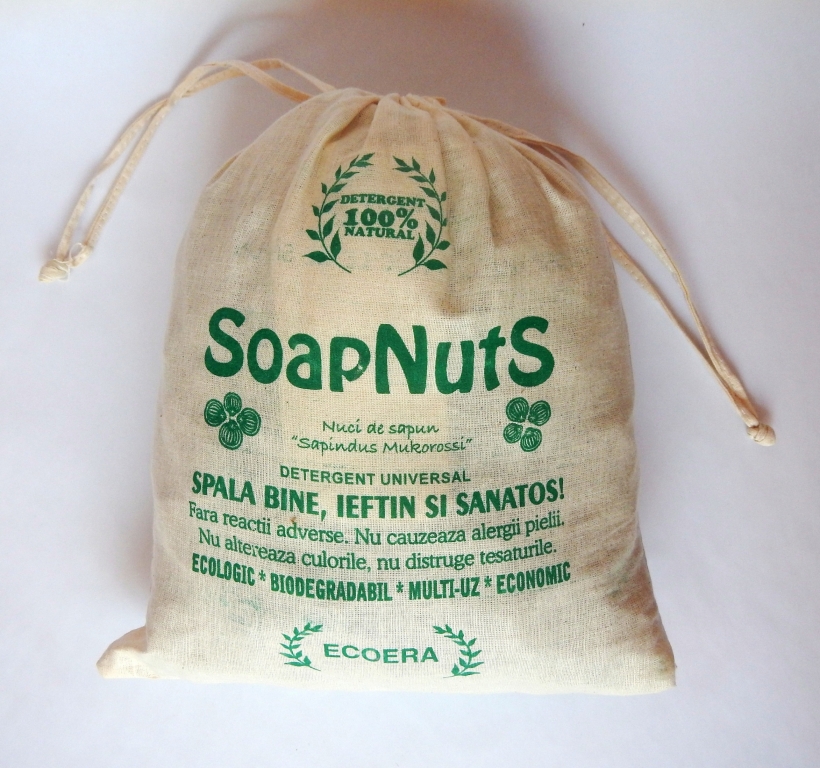 DETERGENT
100%
NATURAL
SoapNutS
Nuci de sapun
"Sapindus Mukorossi"
DETERGENT UNIVERSAL
SPALA BINE, IEFTIN SI SANATOS!
Fara reactii adverse. Nu cauzeaza alergii pielii.
Nu altereaza culorile, nu distruge tesaturile.
ECOLOGIC * BIODEGRADABIL * MULTI-UZ * ECONOMIC
ECOERA